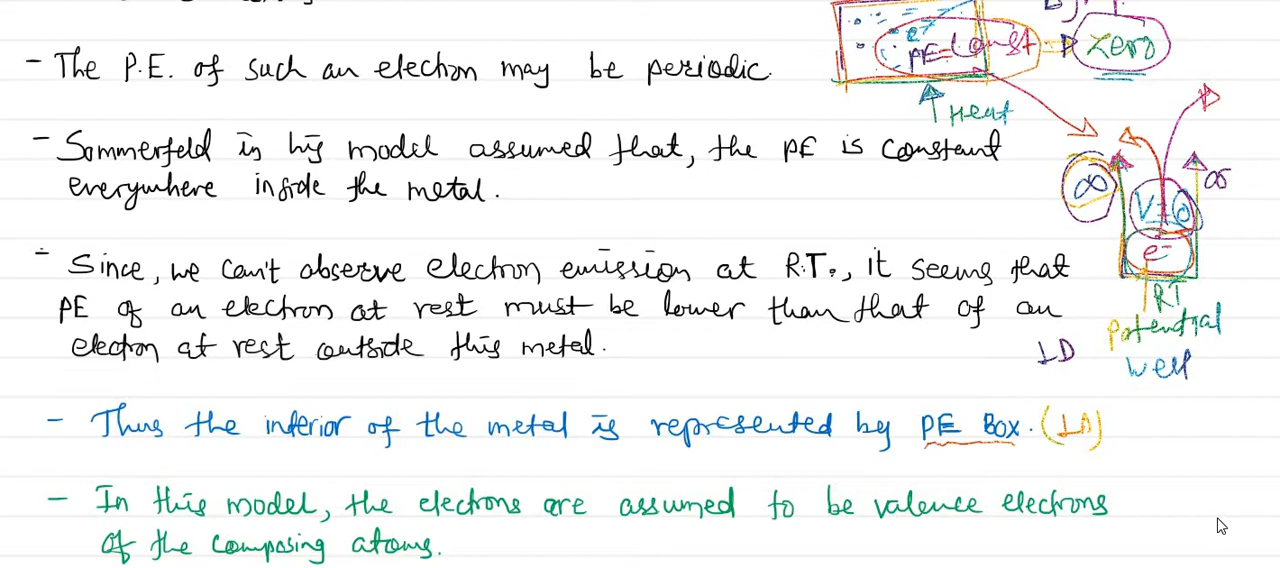 - The P.E. of such an electron may be periodic.
- Sommerfeld in his model assumed that, the PE is constant
everywhere inside the metal.
- Since, we can't observe electron emission at R.T., it seems that
PE of an electron at rest must be lower than that of an
electron at rest outside this metal.
- Thus the interior of the metal is represented by PE Box. (1D)
- In this model, the electrons are assumed to be valence electrons
of the composing atoms.
e-
PE = Const
Zero
Heat
∞
∞
V=0
e-
RT
potential
well
1D